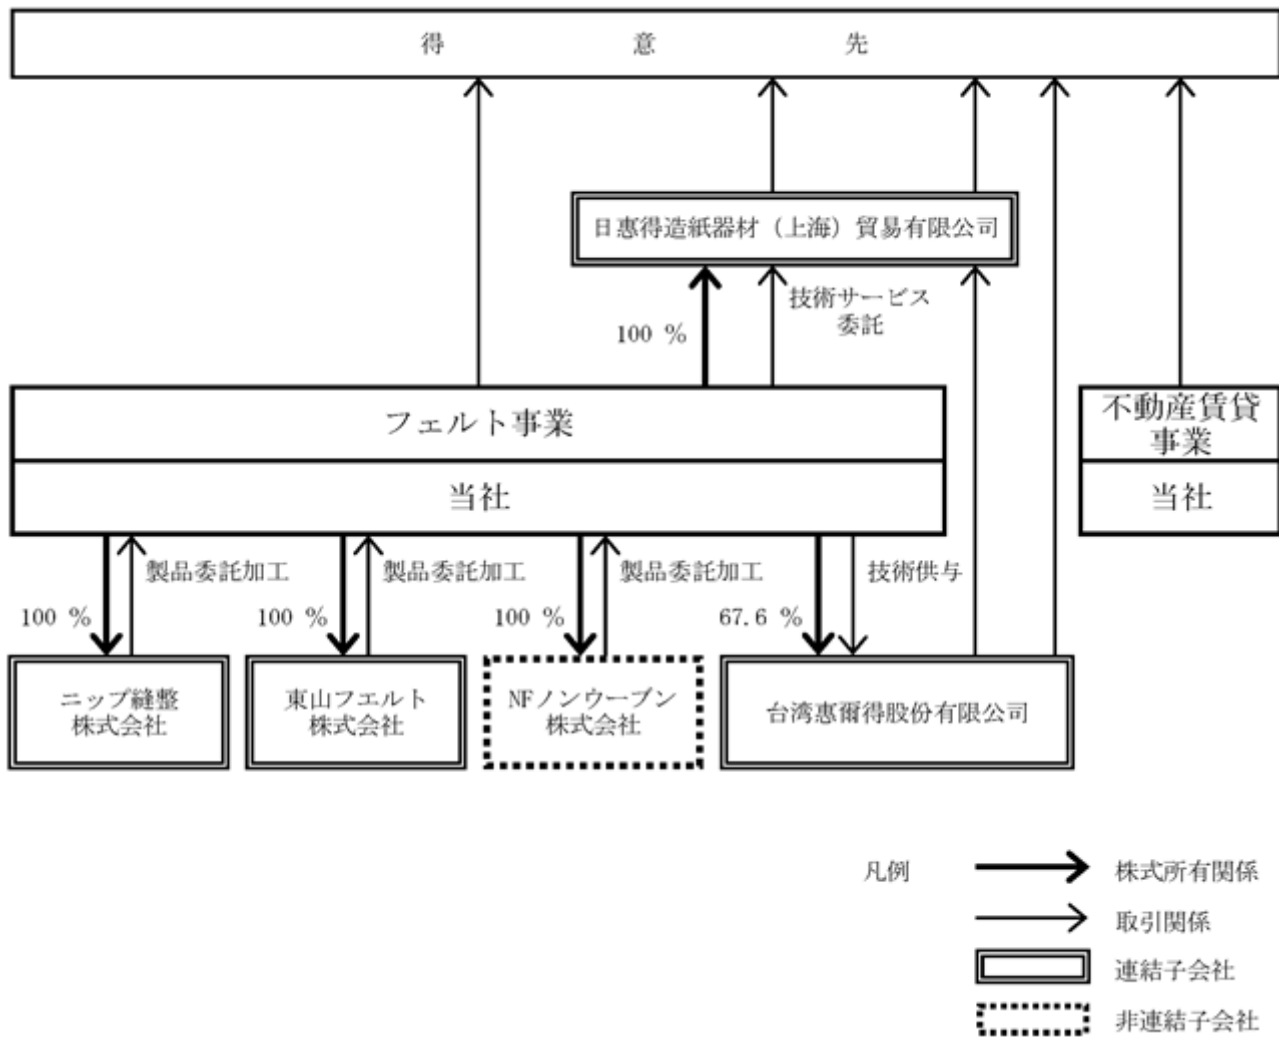 得意先
日惠得造紙器材（上海）貿易有限公司
技術サービス
委託
100 %
フェルト事業
当社
不動産賃貸
事業
当社
製品委託加工
100 %
製品委託加工
100 %
製品委託加工
100 %
技術供与
67.6 %
ニップ縫整
株式会社
東山フエルト
株式会社
NFノンウーブン
株式会社
台湾惠爾得股份有限公司
凡例
株式所有関係
取引関係
連結子会社
非連結子会社